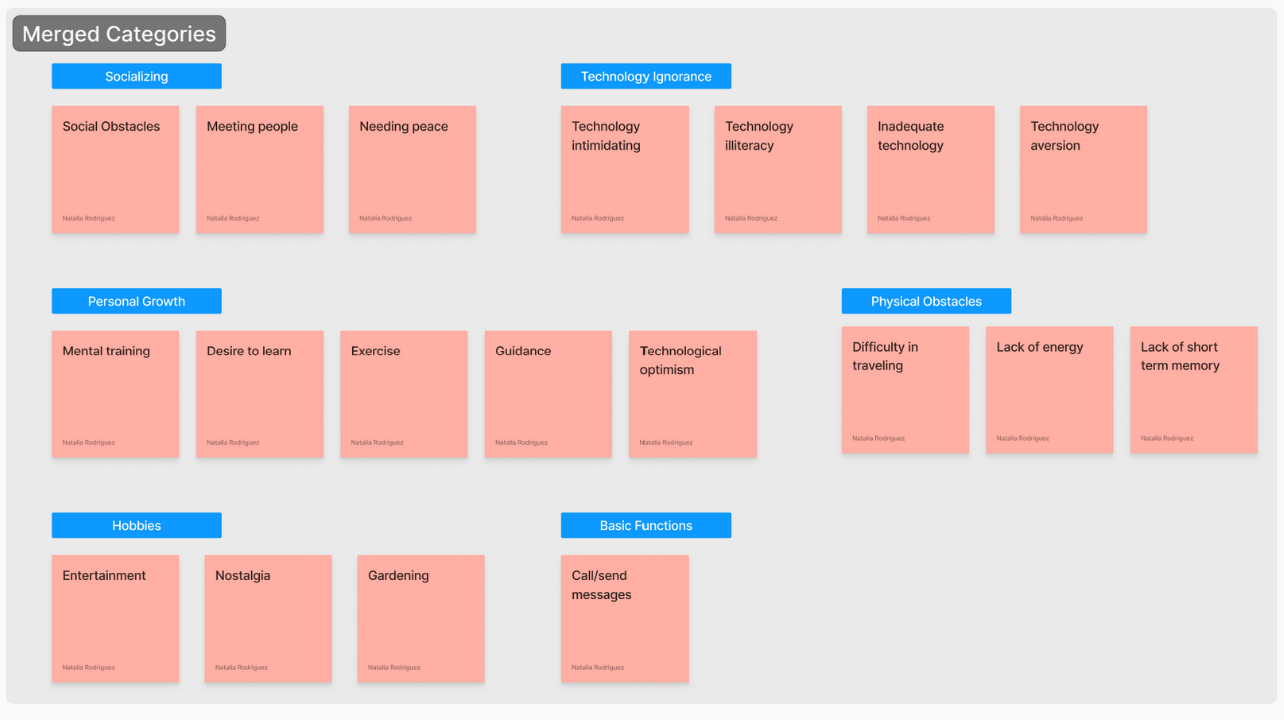 Merged Categories
Socializing
Social Obstacles
Natalia Rodriguez
Meeting people
Natalia Rodriguez
Needing peace
Natalia Rodriguez
Technology Ignorance
Technology
intimidating
Natalia Rodriguez
Technology
illiteracy
Natalia Rodriguez
Inadequate
technology
Natalia Rodriguez
Technology
aversion
Natalia Rodriguez
Personal Growth
Mental training
Natalia Rodriguez
Desire to learn
Natalia Rodriguez
Exercise
Natalia Rodriguez
Guidance
Natalia Rodriguez
Technological
optimism
Natalia Rodriguez
Physical Obstacles
Difficulty in
traveling
Natalia Rodriguez
Lack of energy
Natalia Rodriguez
Lack of short
term memory
Natalia Rodriguez
Hobbies
Entertainment
Natalia Rodriguez
Nostalgia
Natalia Rodriguez
Gardening
Natalia Rodriguez
Basic Functions
Call/send
messages
Natalia Rodriguez